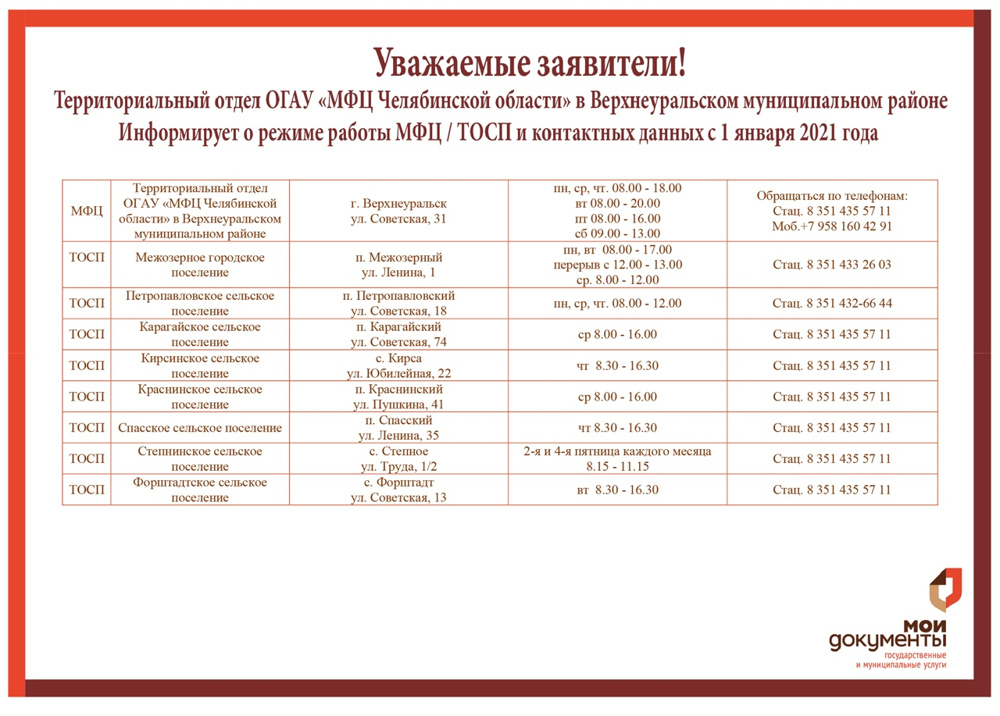 Уважаемые заявители!
Территориальный отдел ОГАУ «МФЦ Челябинской области» в Верхнеуральском муниципальном районе
Информирует о режиме работы МФЦ / ТОСП и контактных данных с 1 января 2021 года
МФЦ
Территориальный отдел
ОГАУ «МФЦ Челябинской
области» в Верхнеуральском
муниципальном районе
г. Верхнеуральск
ул. Советская, 31
пн, ср, чт. 08.00 - 18.00
вт 08.00 - 20.00
пт 08.00 - 16.00
сб 09.00 - 13.00
Обращаться по телефонам:
Стац. 8 351 435 57 11
Моб.+7 958 160 42 91
ТОСП
Межозерное городское
поселение
п. Межозерный
ул. Ленина, 1
пн, вт 08.00 - 17.00
перерыв с 12.00 - 13.00
ср. 8.00 - 12.00
Стац. 8 351 433 26 03
ТОСП
Петропавловское сельское
поселение
п. Петропавловский
ул. Советская, 18
пн, ср, чт. 08.00 - 12.00
Стац. 8 351 432-66 44
ТОСП
Карагайское сельское
поселение
п. Карагайский
ул. Советская, 74
ср 8.00 - 16.00
Стац. 8 351 435 57 11
ТОСП
Кирсинское сельское
поселение
с. Кирса
ул. Юбилейная, 22
чт 8.30 - 16.30
Стац. 8 351 435 57 11
ТОСП
Краснинское сельское
поселение
п. Краснинский
ул. Пушкина, 41
ср 8.00 - 16.00
Стац. 8 351 435 57 11
ТОСП
Спасское сельское поселение
п. Спасский
ул. Ленина, 35
чт 8.30 - 16.30
Стац. 8 351 435 57 11
ТОСП
Степнинское сельское
поселение
с. Степное
ул. Труда, 1/2
2-я и 4-я пятница каждого месяца
8.15 - 11.15
Стац. 8 351 435 57 11
ТОСП
Форштадтское сельское
поселение
с. Форштадт
ул. Советская, 13
вт 8.30 - 16.30
Стац. 8 351 435 57 11
мои
документы
государственные
и муниципальные услуги